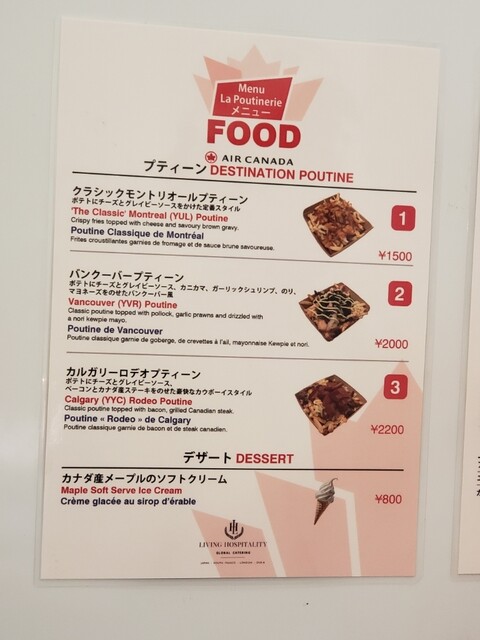 Menu
La Poutinerie
メニュー
FOOD
AIR CANADA
プティーン DESTINATION POUTINE
クラシックモントリオールプティーン
ポテトにチーズとグレイビーソースをかけた定番スタイル
'The Classic' Montreal (YUL) Poutine
Crispy fries topped with cheese and savoury brown gravy.
Poutine Classique de Montréal
Frites croustillantes garnies de fromage et de sauce brune savoureuse.
1
¥1500
バンクーバープティーン
ポテトにチーズとグレイビーソース、カニカマ、ガーリックシュリンプ、のり、
マヨネーズをのせたバンクーバー風
Vancouver (YVR) Poutine
Classic poutine topped with pollock, garlic prawns and drizzled with
a nori kewpie mayo.
Poutine de Vancouver
Poutine classique garnie de goberge, de crevettes à l'ail, mayonnaise Kewpie et nori.
2
¥2000
カルガリーロデオプティーン
ポテトにチーズとグレイビーソース。
ベーコンとカナダ産ステーキをのせた豪快なカウボーイスタイル
Calgary (YYC) Rodeo Poutine
Classic poutine topped with bacon, grilled Canadian steak.
Poutine « Rodeo » de Calgary
Poutine classique garnie de bacon et de steak canadien.
3
¥2200
デザート DESSERT
カナダ産メープルのソフトクリーム
Maple Soft Serve Ice Cream
Crème glacée au sirop d'érable
¥800
LIVING HOSPITALITY
GLOBAL CATERING